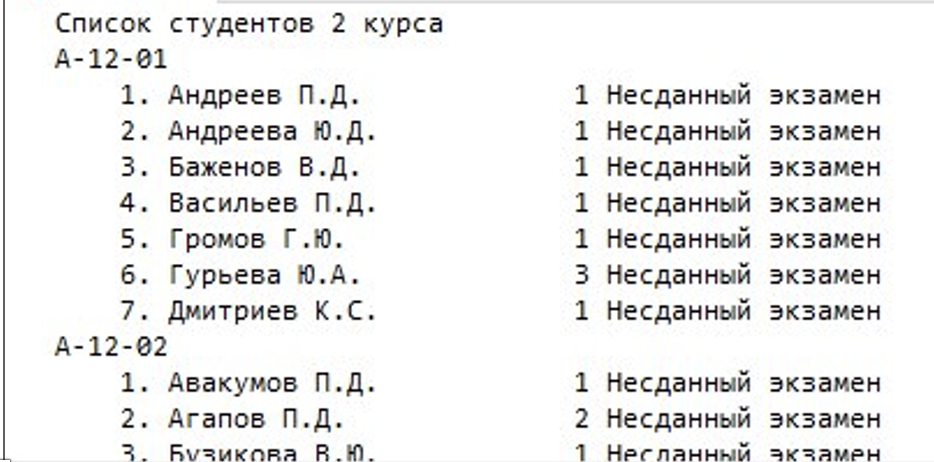 Список студентов 2 курса
А-12-01
1. Андреев П.Д. 1 Несданный экзамен
2. Андреева Ю.Д. 1 Несданный экзамен
3. Баженов В.Д. 1 Несданный экзамен
4. Васильев П.Д. 1 Несданный экзамен
5. Громов Г.Ю. 1 Несданный экзамен
6. Гурьева Ю.А. 3 Несданный экзамен
7. Дмитриев К.С. 1 Несданный экзамен
А-12-02
1. Авакумов П.Д. 1 Несданный экзамен
2. Агапов П.Д. 2 Несданный экзамен
3. Бузикова В.Ю. 1 Несданный экзамен